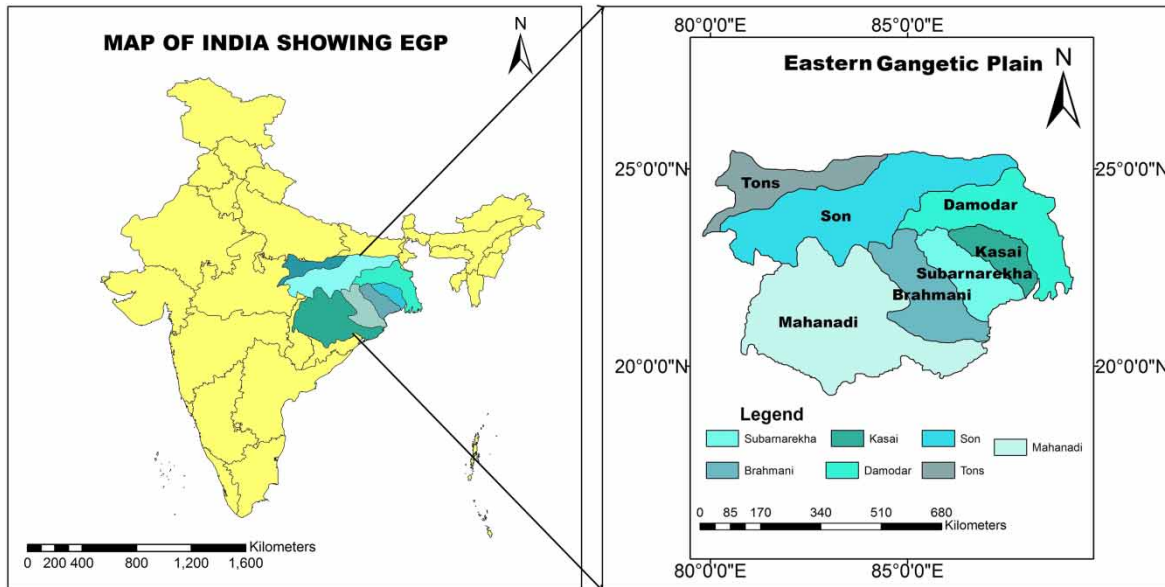 MAP OF INDIA SHOWING EGP
N
Kilometers
0 200 400 800 1,200 1,600
80°0'0"E 85°0'0"E
Eastern Gangetic Plain
N
25°0'0"N 25°0'0"N
Tons
Damodar
Son
Kasai
Subarnarekha
Brahmani
Mahanadi
20°0'0"N 20°0'0"N
Legend
Subarnarekha Kasai Son Mahanadi
Brahmani Damodar Tons
0 85 170 340 510 680
Kilometers
80°0'0"E 85°0'0"E